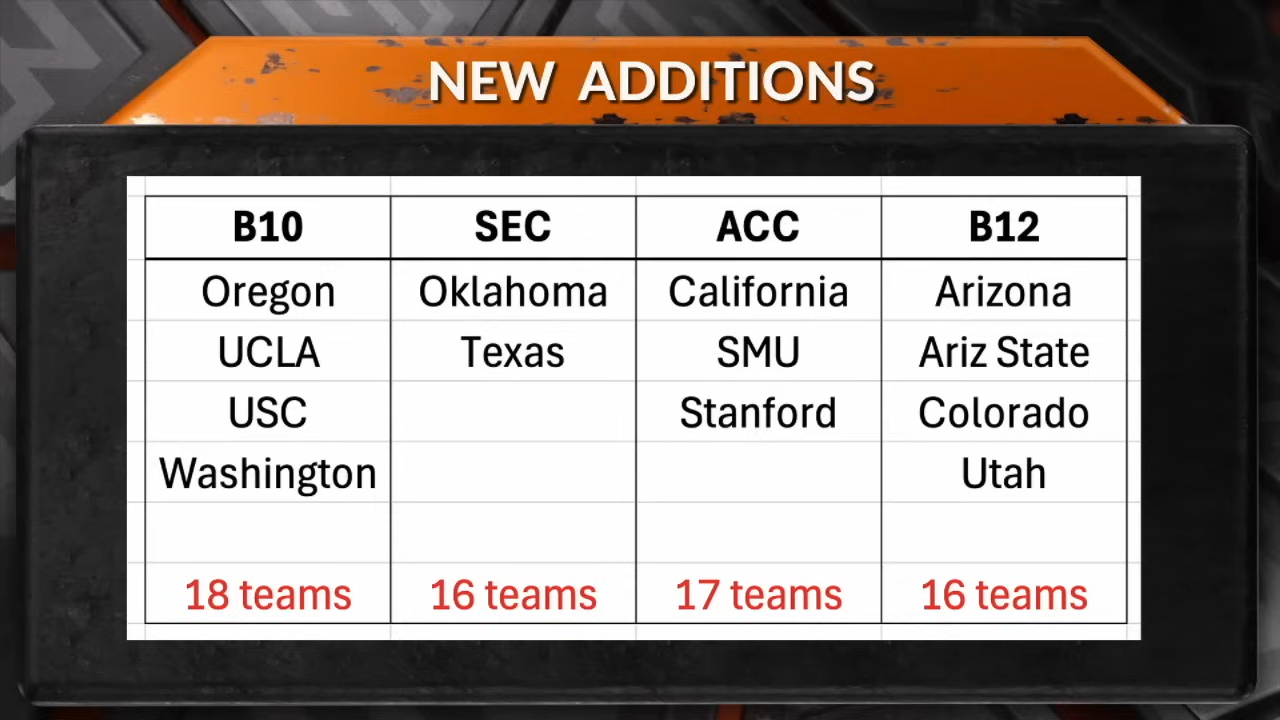 NEW ADDITIONS
B10 SEC ACC B12
Oregon Oklahoma California Arizona
UCLA Texas SMU Ariz State
USC Stanford Colorado
Washington Utah
18 teams 16 teams 17 teams 16 teams